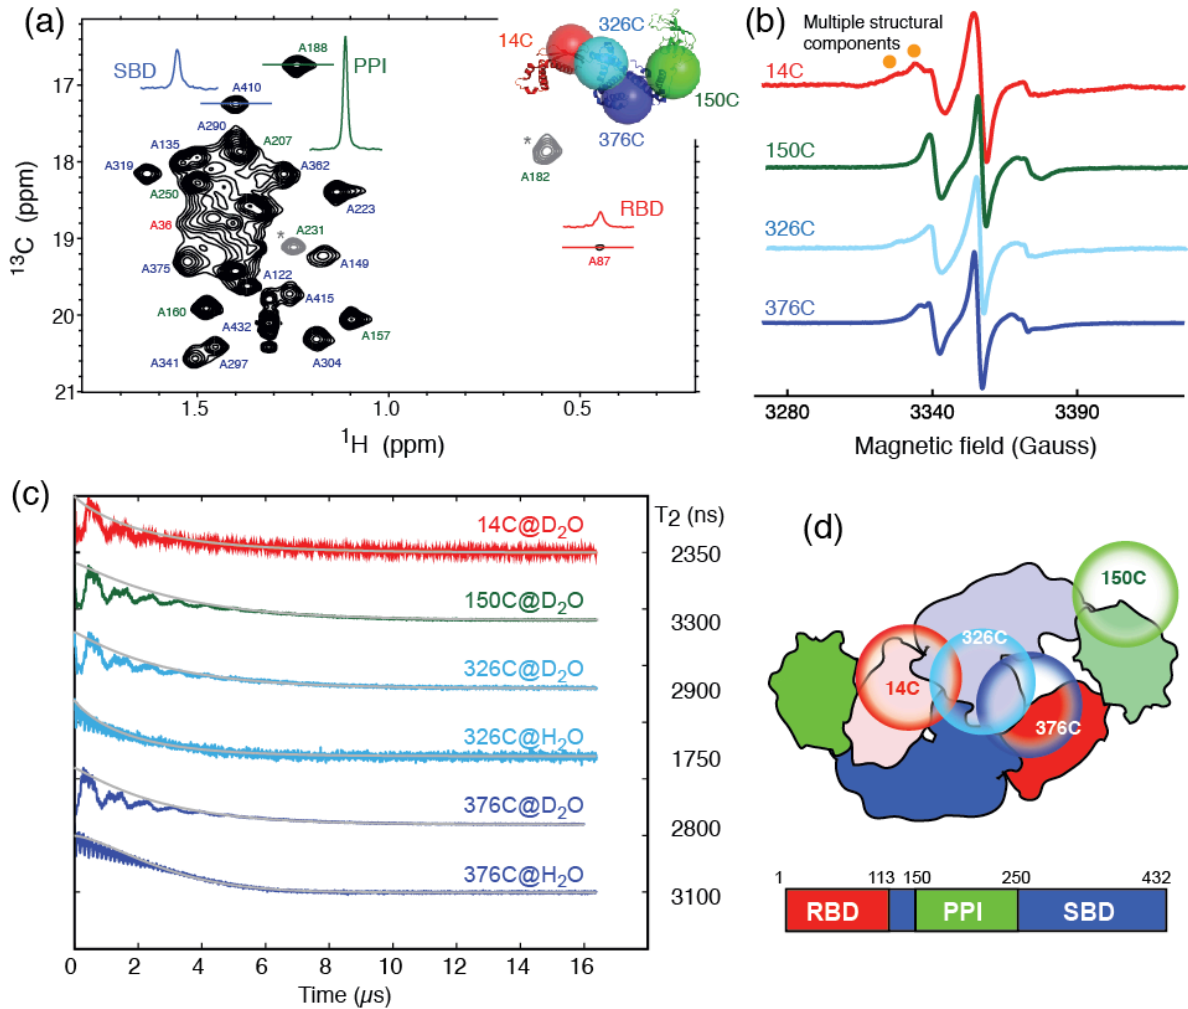 (a)
17
18
19
20
21
13C (ppm)
1.5
1.0
0.5
1H (ppm)
SBD
PPI
RBD
A188
A410
A290
A207
A135
A319
A362
A250
A223
A36
A231
*
A182
*
A375
A122
A149
A415
A160
A432
A157
A341
A297
A304
A87
14C
326C
150C
376C
(b)
Multiple structural
components
14C
150C
326C
376C
3280
3340
3390
Magnetic field (Gauss)
(c)
T2 (ns)
14C@D2O
2350
150C@D2O
3300
326C@D2O
2900
326C@H2O
1750
376C@D2O
2800
376C@H2O
3100
0
2
4
6
8
10
12
14
16
Time (µs)
(d)
150C
326C
14C
376C
1 113 150 250 432
RBD PPI SBD